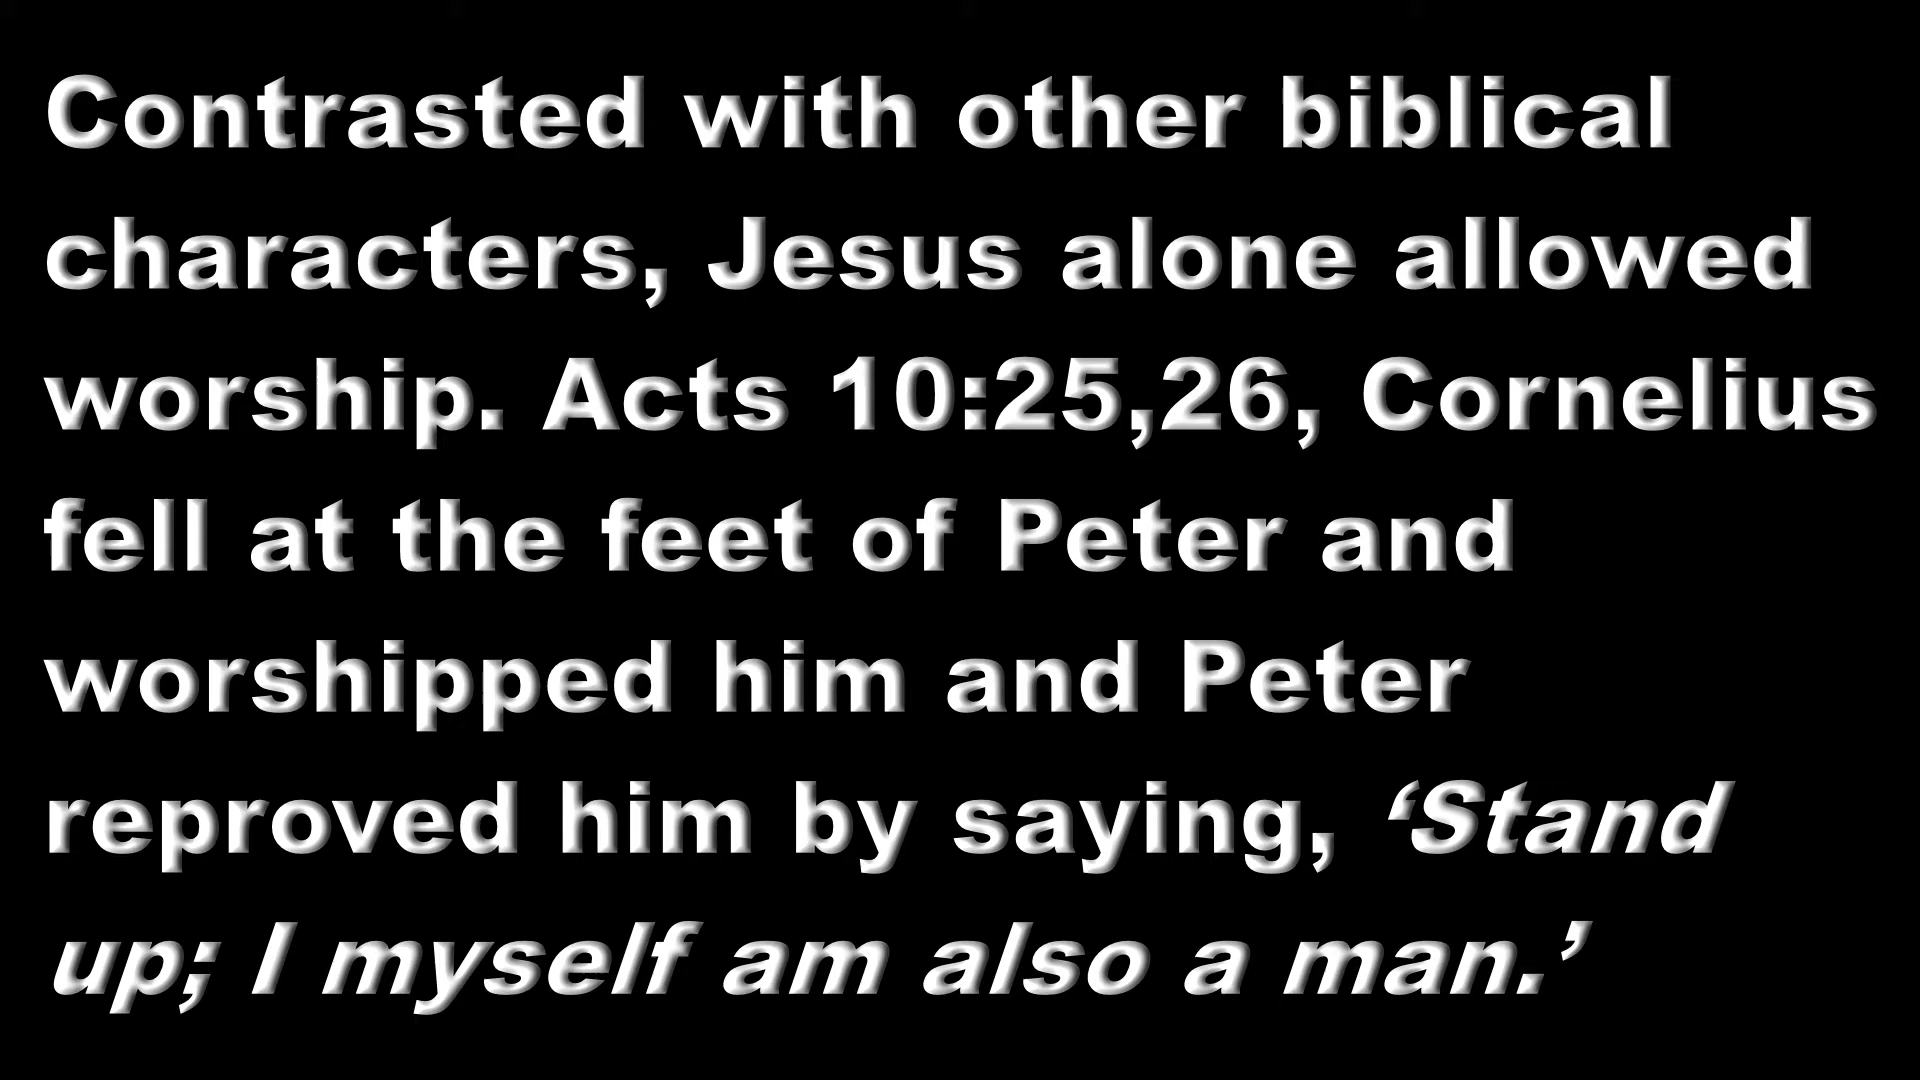 Contrasted with other biblical
characters, Jesus alone allowed
worship. Acts 10:25,26, Cornelius
fell at the feet of Peter and
worshipped him and Peter
reproved him by saying, ‘Stand
up; I myself am also a man.’